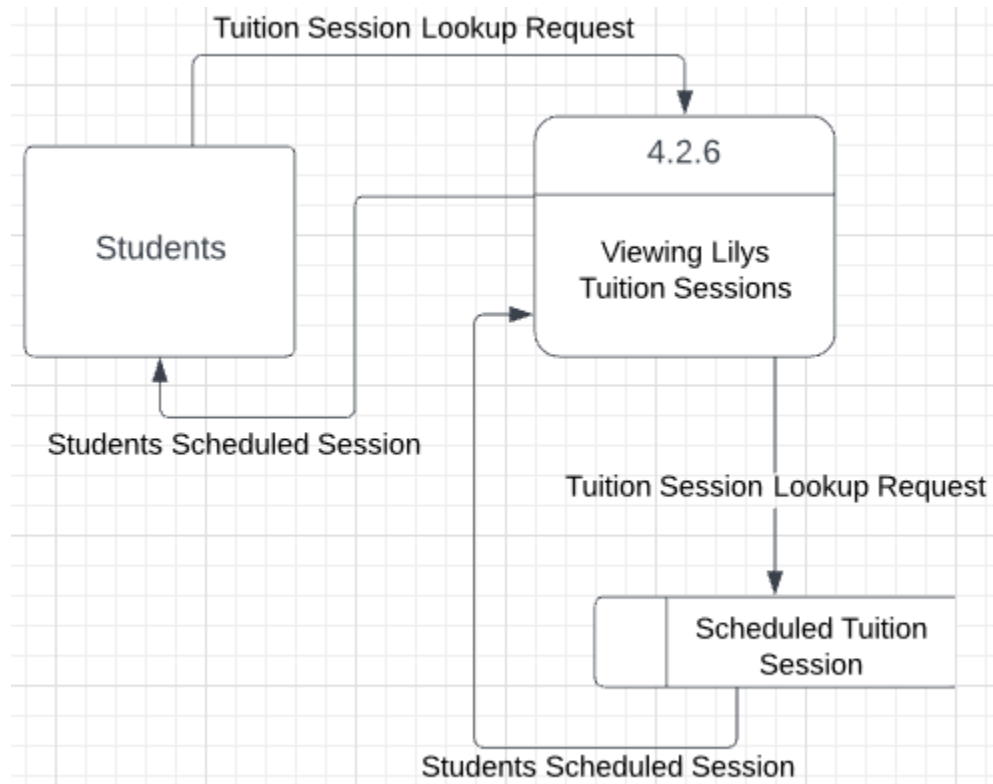 Tuition Session Lookup Request
4.2.6
Students
Viewing Lilys
Tuition Sessions
Students Scheduled Session
Tuition Session Lookup Request
Scheduled Tuition
Session
Students Scheduled Session